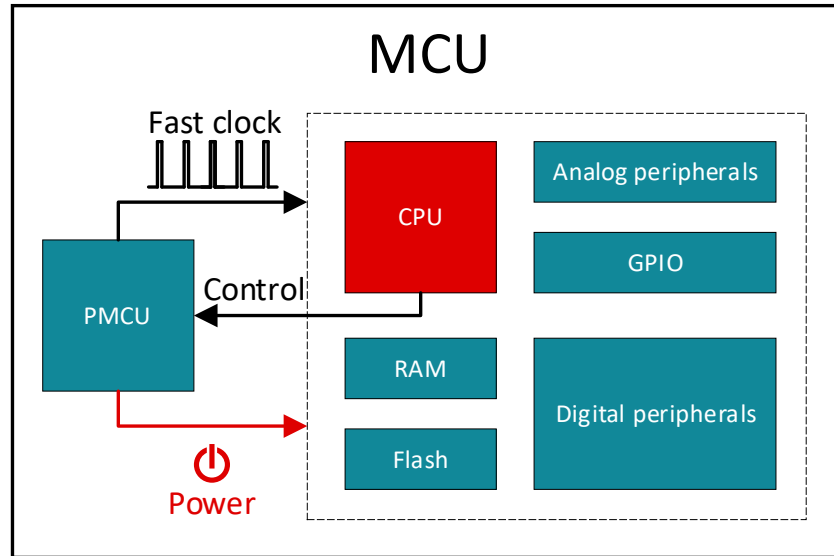 MCU
Fast clock
CPU
Analog peripherals
GPIO
PMCU
Control
RAM
Digital peripherals
Flash
Power